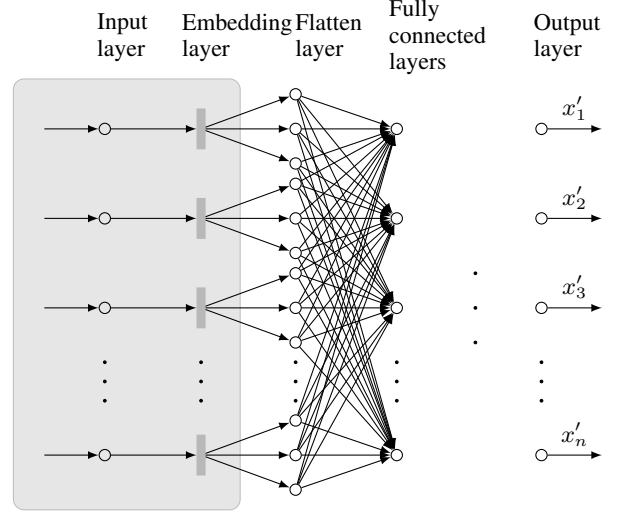 Input
layer
Embedding
layer
Flatten
layer
Fully
connected
layers
Output
layer
x′₁
x′₂
x′₃
x′ₙ